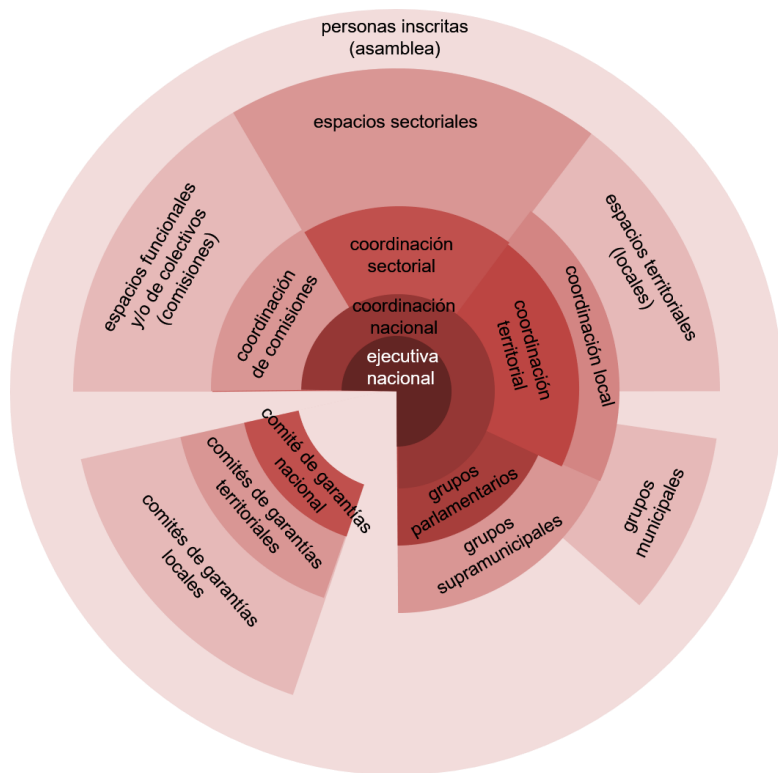 personas inscritas
(asamblea)
espacios sectoriales
espacios funcionales
y/o de colectivos
(comisiones)
espacios territoriales
(locales)
coordinación
sectorial
coordinación
de comisiones
coordinación
nacional
coordinación
territorial
coordinación local
ejecutiva
nacional
comité de garantías
nacional
comités de garantías
territoriales
comités de garantías
locales
grupos
parlamentarios
grupos
supramunicipales
grupos
municipales